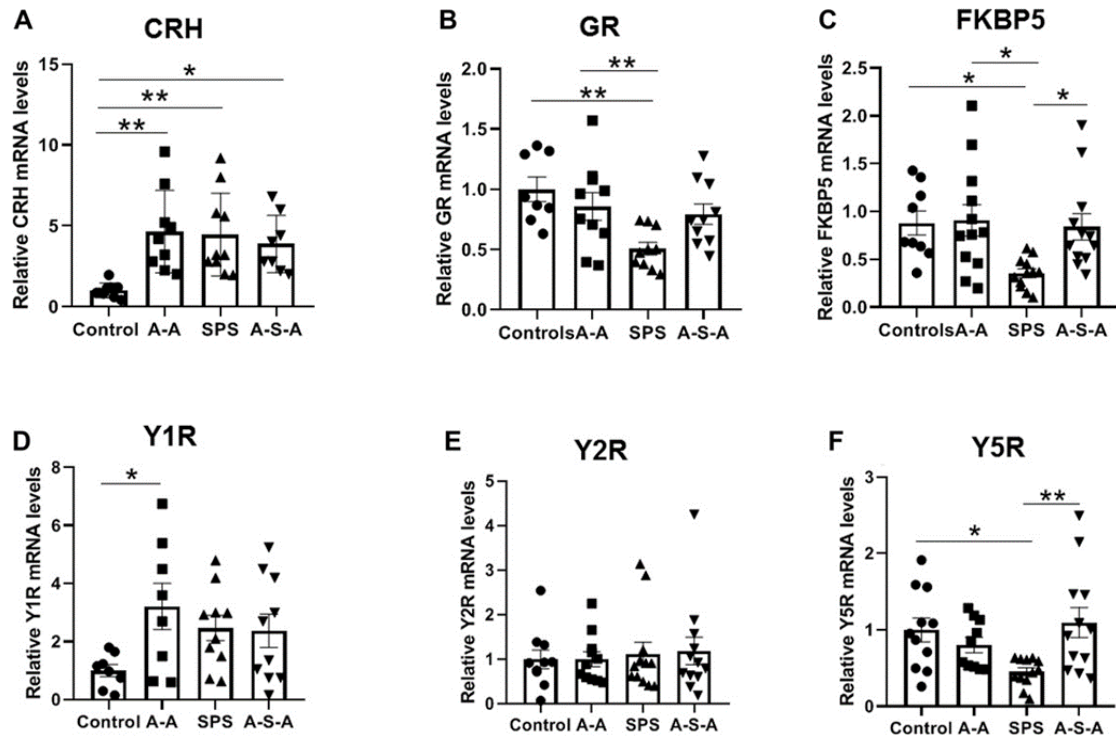 A
CRH
Relative CRH mRNA levels
15
10
5
0
*
**
**
Control A-A SPS A-S-A
B
GR
Relative GR mRNA levels
2.0
1.5
1.0
0.5
0.0
**
**
Controls A-A SPS A-S-A
C
FKBP5
Relative FKBP5 mRNA levels
2.5
2.0
1.5
1.0
0.5
0.0
*
*
*
Controls A-A SPS A-S-A
D
Y1R
Relative Y1R mRNA levels
8
6
4
2
0
*
Control A-A SPS A-S-A
E
Y2R
Relative Y2R mRNA levels
5
4
3
2
1
0
Control A-A SPS A-S-A
F
Y5R
Relative Y5R mRNA levels
3
2
1
0
**
*
Control A-A SPS A-S-A